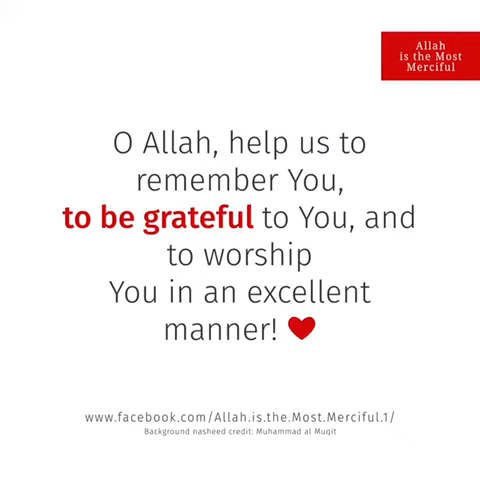 Allah
is the Most
Merciful
O Allah, help us to
remember You,
to be grateful to You, and
to worship
You in an excellent
manner!
www.facebook.com/Allah.is.the.Most.Merciful.1/
Background nasheed credit: Muhammad al Muqit